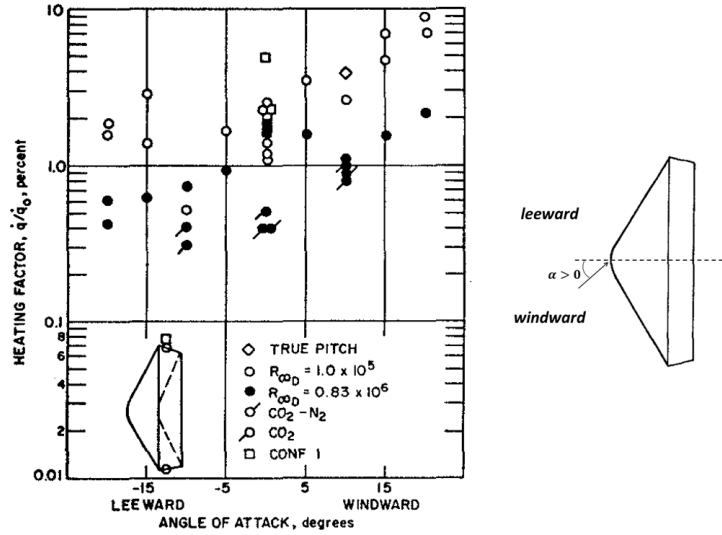 10
1.0
0.1
8
6
4
2
0.01
HEATING FACTOR, q̇/q̇₀, percent
TRUE PITCH
R∞D = 1.0 x 10⁵
R∞D = 0.83 x 10⁶
CO₂ - N₂
CO₂
CONF 1
-15 -5 5 15
LEEWARD WINDWARD
ANGLE OF ATTACK, degrees
leeward
α > 0
windward